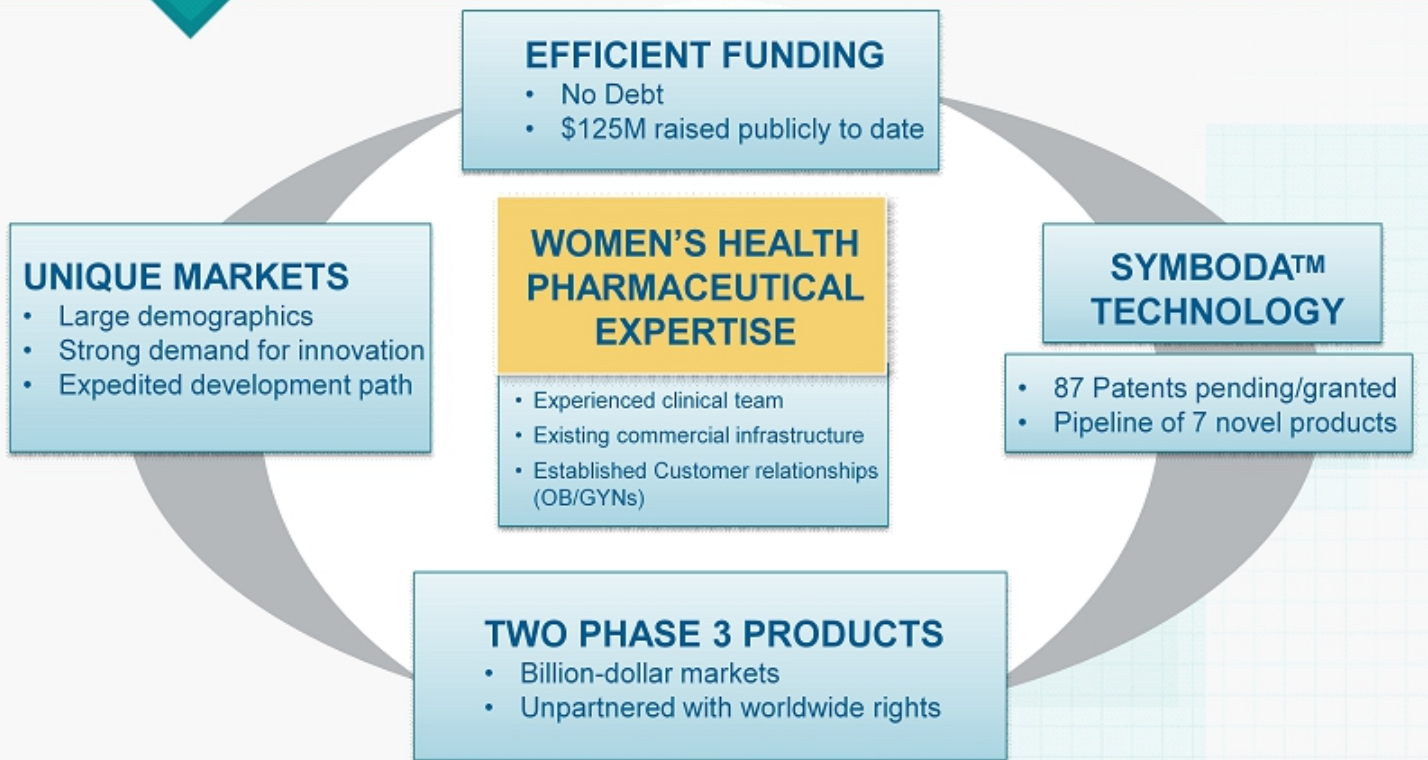 EFFICIENT FUNDING
• No Debt
• $125M raised publicly to date
UNIQUE MARKETS
• Large demographics
• Strong demand for innovation
• Expedited development path
WOMEN’S HEALTH
PHARMACEUTICAL
EXPERTISE
• Experienced clinical team
• Existing commercial infrastructure
• Established Customer relationships
(OB/GYNs)
SYMBODA™
TECHNOLOGY
• 87 Patents pending/granted
• Pipeline of 7 novel products
TWO PHASE 3 PRODUCTS
• Billion-dollar markets
• Unpartnered with worldwide rights